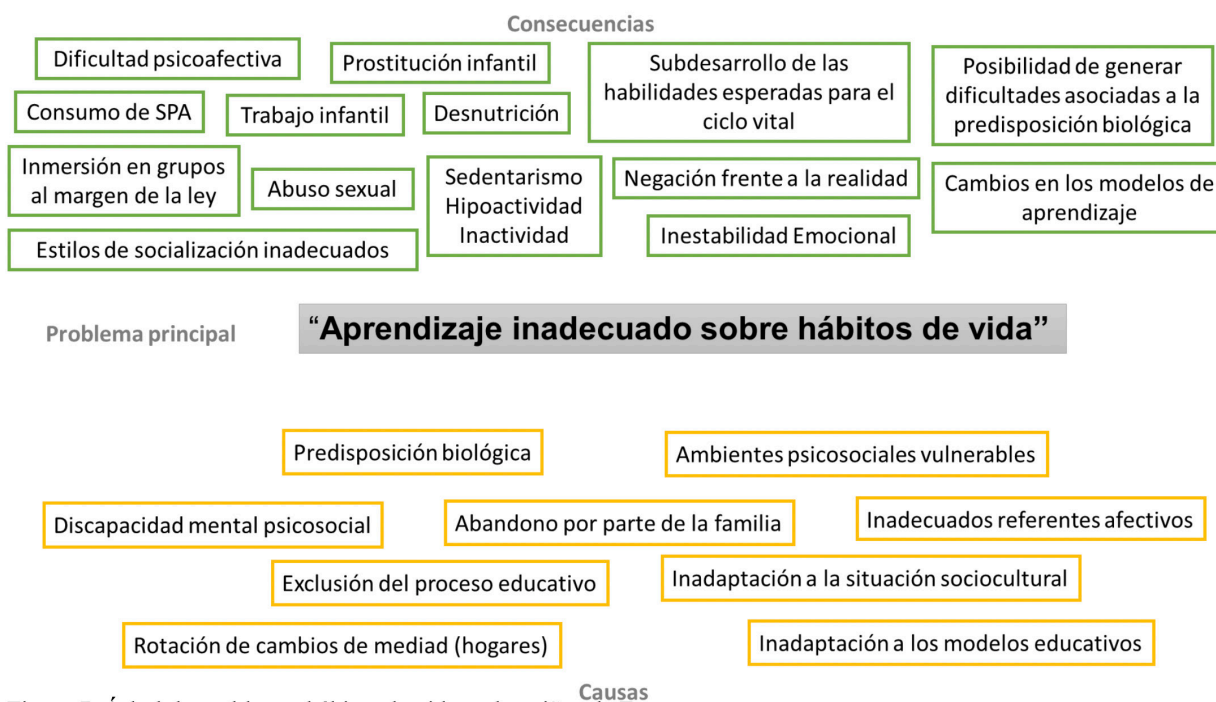 Consecuencias
Dificultad psicoafectiva
Prostitución infantil
Subdesarrollo de las
habilidades esperadas para el
ciclo vital
Posibilidad de generar
dificultades asociadas a la
predisposición biológica
Consumo de SPA
Trabajo infantil
Desnutrición
Inmersión en grupos
al margen de la ley
Abuso sexual
Sedentarismo
Hipoactividad
Inactividad
Negación frente a la realidad
Cambios en los modelos de
aprendizaje
Estilos de socialización inadecuados
Inestabilidad Emocional
Problema principal
“Aprendizaje inadecuado sobre hábitos de vida”
Predisposición biológica
Ambientes psicosociales vulnerables
Discapacidad mental psicosocial
Abandono por parte de la familia
Inadecuados referentes afectivos
Exclusión del proceso educativo
Inadaptación a la situación sociocultural
Rotación de cambios de mediad (hogares)
Inadaptación a los modelos educativos
Causas